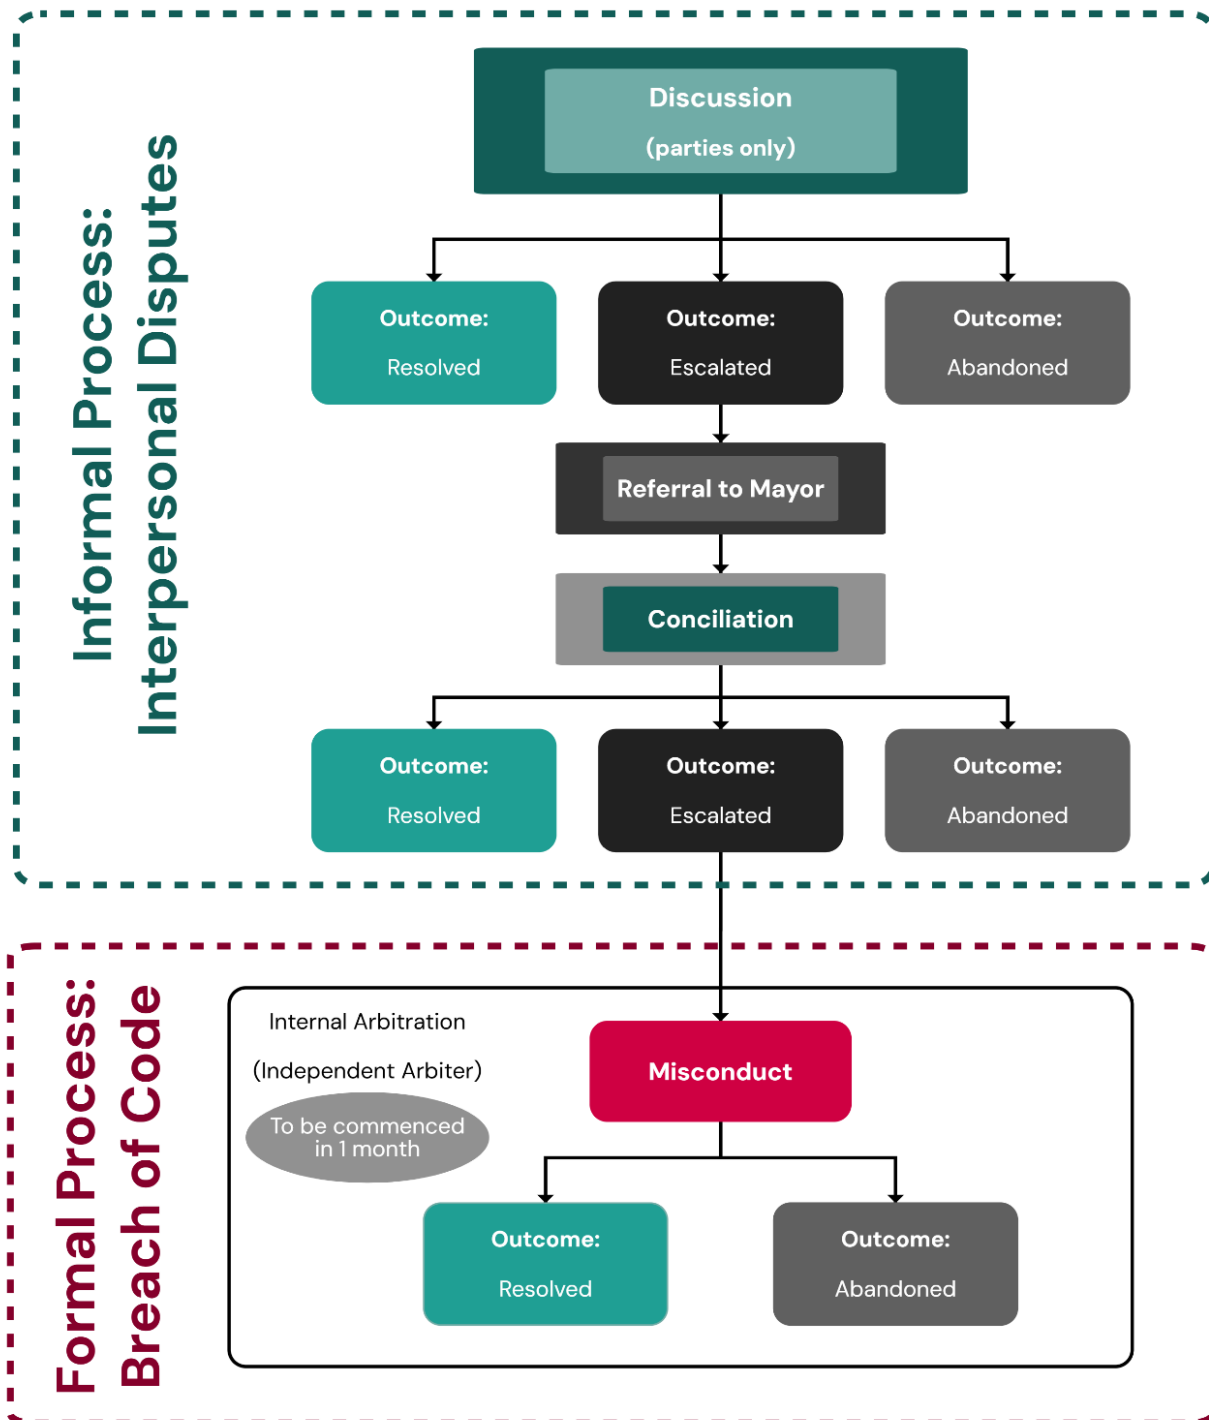 Informal Process:
Interpersonal Disputes
Discussion
(parties only)
Outcome:
Resolved
Outcome:
Escalated
Outcome:
Abandoned
Referral to Mayor
Conciliation
Outcome:
Resolved
Outcome:
Escalated
Outcome:
Abandoned
Formal Process:
Breach of Code
Internal Arbitration
(Independent Arbiter)
To be commenced
in 1 month
Misconduct
Outcome:
Resolved
Outcome:
Abandoned